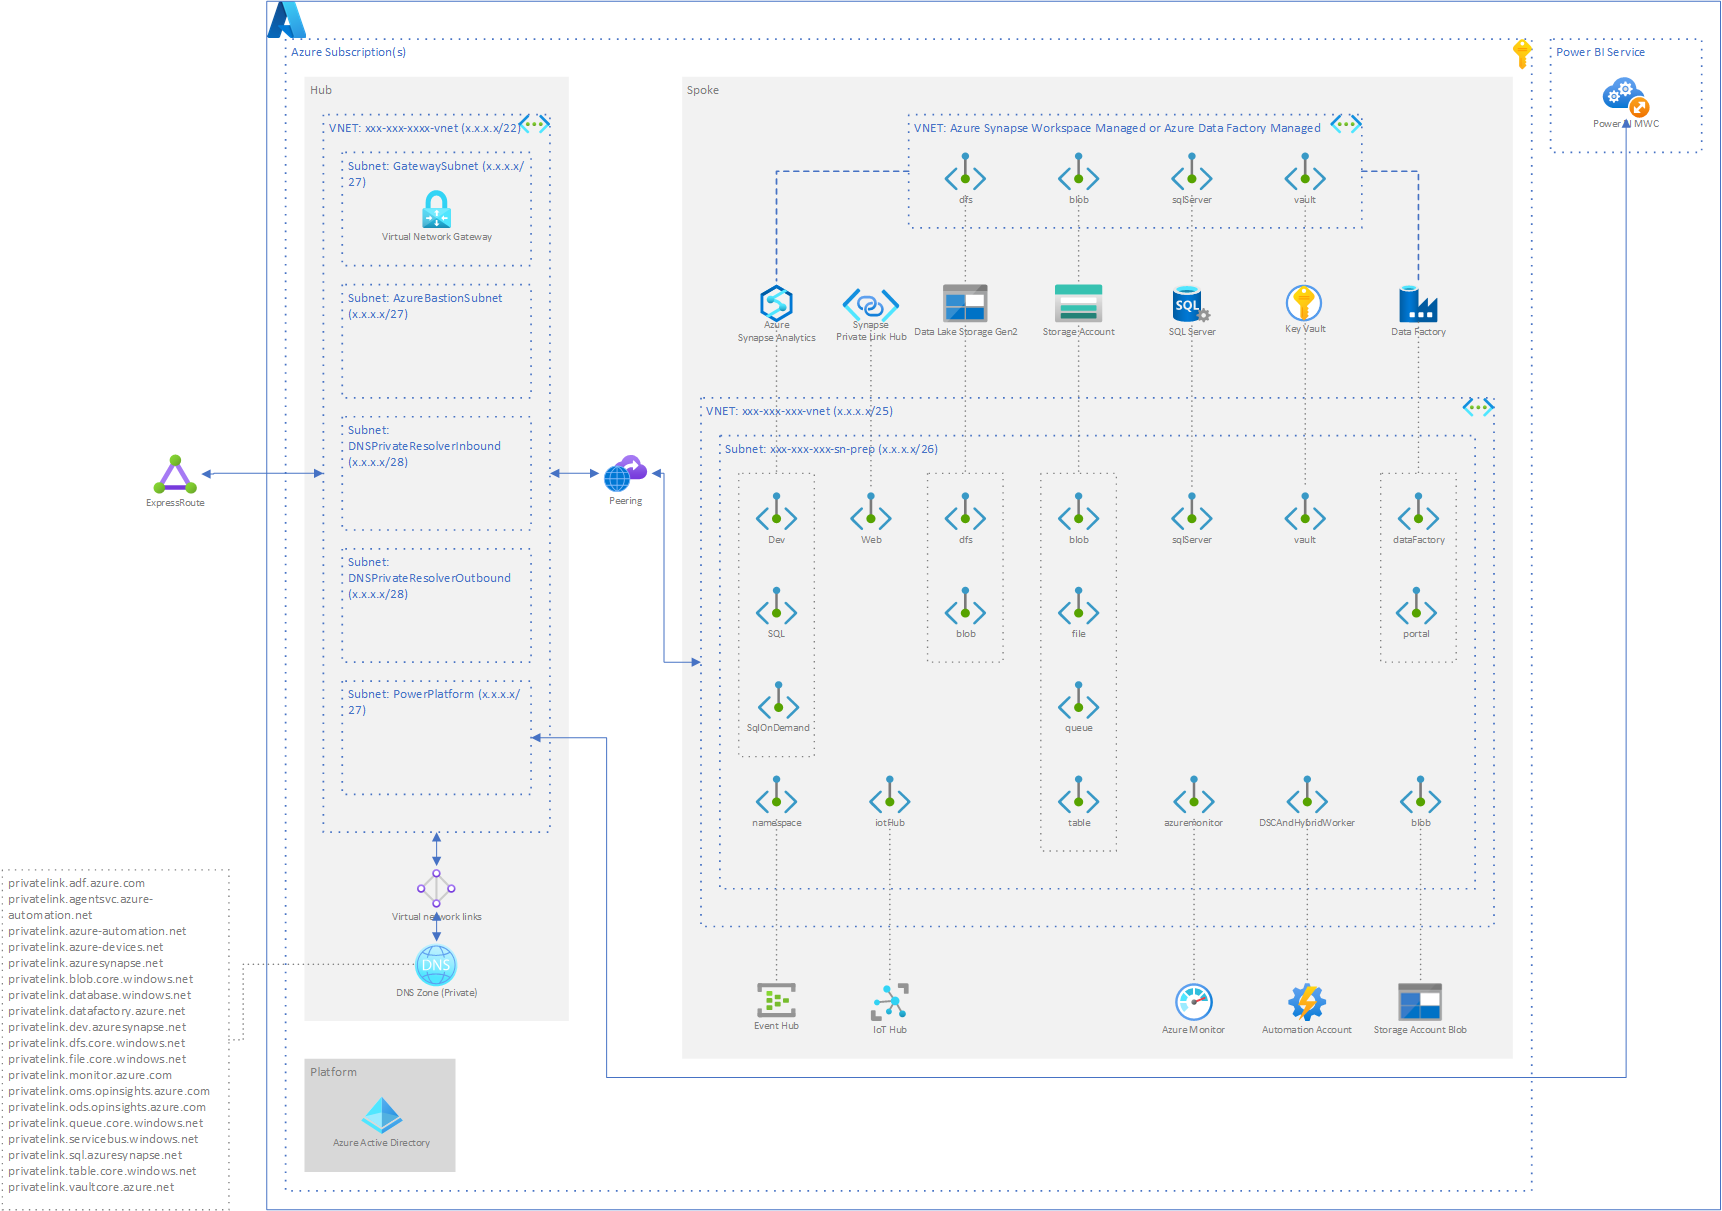 Azure Subscription(s)
Power BI Service
Power BI MWC
Hub
VNET: xxx-xxx-xxxx-vnet (x.x.x.x/22)
Subnet: GatewaySubnet (x.x.x.x/
27)
Virtual Network Gateway
Subnet: AzureBastionSubnet
(x.x.x.x/27)
Subnet:
DNSPrivateResolverInbound
(x.x.x.x/28)
Subnet:
DNSPrivateResolverOutbound
(x.x.x.x/28)
Subnet: PowerPlatform (x.x.x.x/
27)
Virtual network links
DNS
DNS Zone (Private)
ExpressRoute
Peering
Spoke
VNET: Azure Synapse Workspace Managed or Azure Data Factory Managed
dfs
blob
sqlServer
vault
Azure
Synapse Analytics
Synapse
Private Link Hub
Data Lake Storage Gen2
Storage Account
SQL
SQL Server
Key Vault
Data Factory
VNET: xxx-xxx-xxx-vnet (x.x.x.x/25)
Subnet: xxx-xxx-xxx-sn-prep (x.x.x.x/26)
Dev
Web
dfs
blob
sqlServer
vault
dataFactory
SQL
blob
file
portal
SqlOnDemand
queue
namespace
iotHub
table
azuremonitor
DSCAndHybridWorker
blob
Event Hub
IoT Hub
Azure Monitor
Automation Account
Storage Account Blob
privatelink.adf.azure.com
privatelink.agentsvc.azure-
automation.net
privatelink.azure-automation.net
privatelink.azure-devices.net
privatelink.azuresynapse.net
privatelink.blob.core.windows.net
privatelink.database.windows.net
privatelink.datafactory.azure.net
privatelink.dev.azuresynapse.net
privatelink.dfs.core.windows.net
privatelink.file.core.windows.net
privatelink.monitor.azure.com
privatelink.oms.opinsights.azure.com
privatelink.ods.opinsights.azure.com
privatelink.queue.core.windows.net
privatelink.servicebus.windows.net
privatelink.sql.azuresynapse.net
privatelink.table.core.windows.net
privatelink.vaultcore.azure.net
Platform
Azure Active Directory